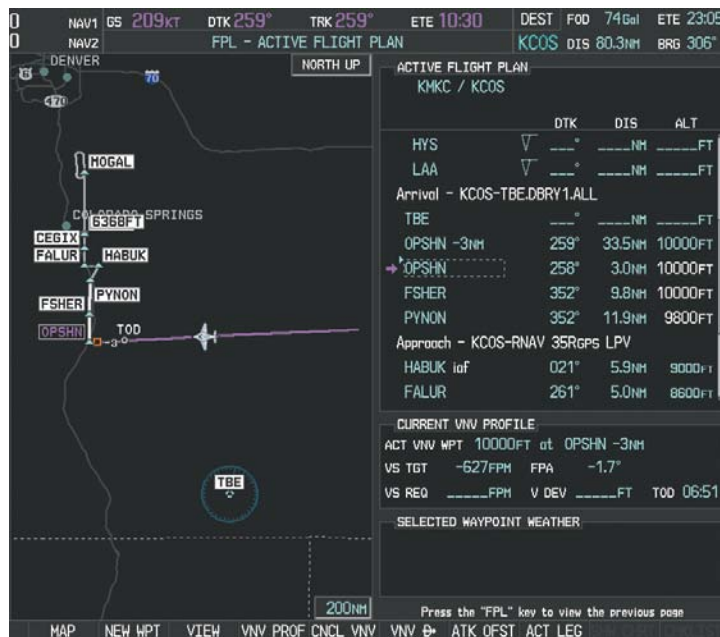 0 NAV1 GS 209KT DTK 259° TRK 259° ETE 10:30 DEST FOD 74Gal ETE 23:05
0 NAV2 FPL – ACTIVE FLIGHT PLAN KCOS DIS 80.3NM BRG 306°
DENVER
NORTH UP
70
470
MOGAL
COLORADO SPRINGS
6368FT
CEGIX
FALUR
HABUK
PYNON
FSHER
OPSHN
TOD
-3
TBE
200NM
ACTIVE FLIGHT PLAN
KMKC / KCOS
DTK DIS ALT
HYS ___° ____NM _____FT
LAA ___° ____NM _____FT
Arrival – KCOS-TBE.DBRY1.ALL
TBE ___° ____NM _____FT
OPSHN -3NM 259° 33.5NM 10000FT
OPSHN 258° 3.0NM 10000FT
FSHER 352° 9.8NM 10000FT
PYNON 352° 11.9NM 9800FT
Approach – KCOS-RNAV 35RGPS LPV
HABUK iaf 021° 5.9NM 9000FT
FALUR 261° 5.0NM 8600FT
CURRENT VNV PROFILE
ACT VNV WPT 10000FT at OPSHN -3NM
VS TGT -627FPM FPA -1.7°
VS REQ _____FPM V DEV _____FT TOD 06:51
SELECTED WAYPOINT WEATHER
Press the "FPL" key to view the previous page
MAP NEW WPT VIEW VNV PROF CNCL VNV VNV D ATK OFST ACT LEG